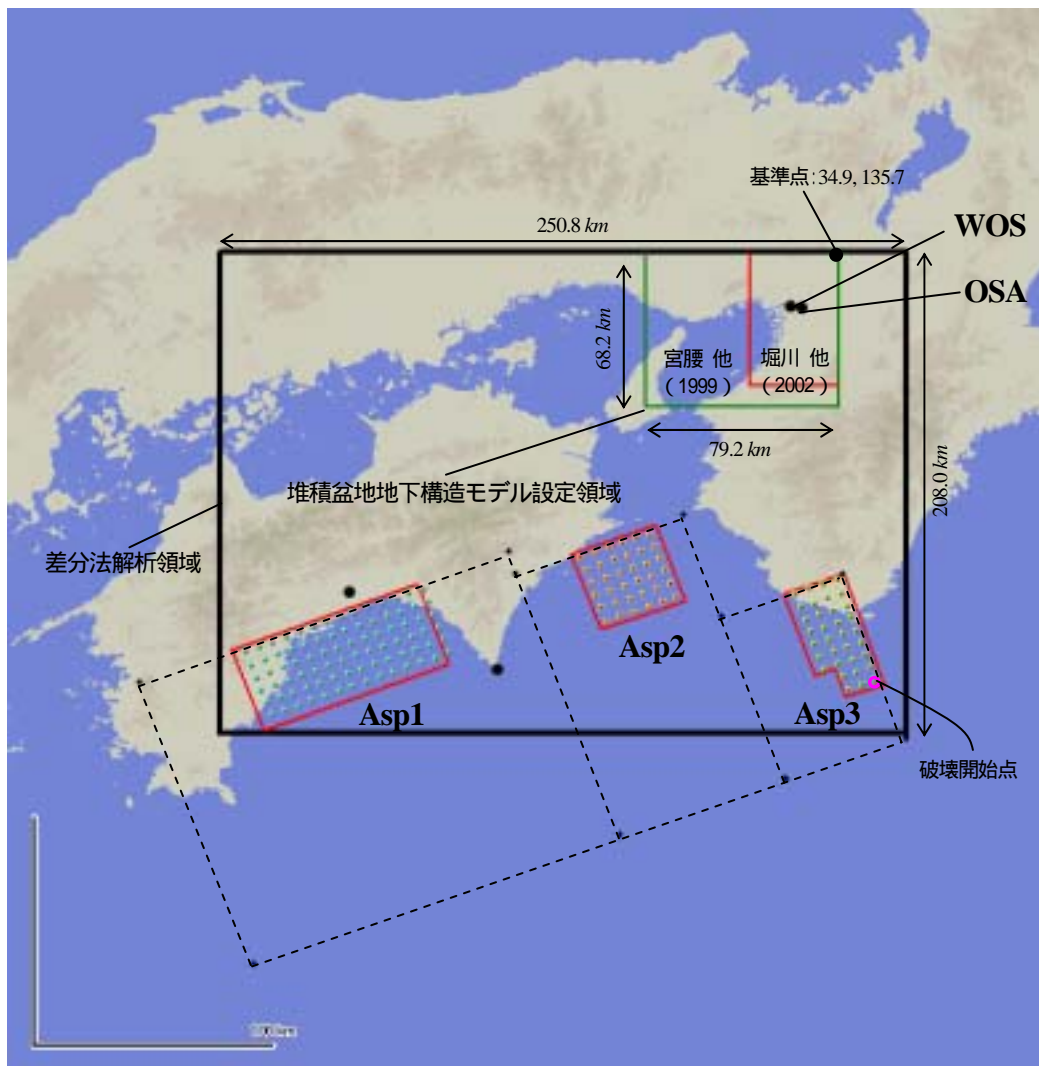 基準点:34.9, 135.7
250.8 km
WOS
OSA
68.2 km
宮腰 他
(1999)
堀川 他
(2002)
79.2 km
208.0 km
堆積盆地地下構造モデル設定領域
差分法解析領域
Asp1
Asp2
Asp3
破壊開始点